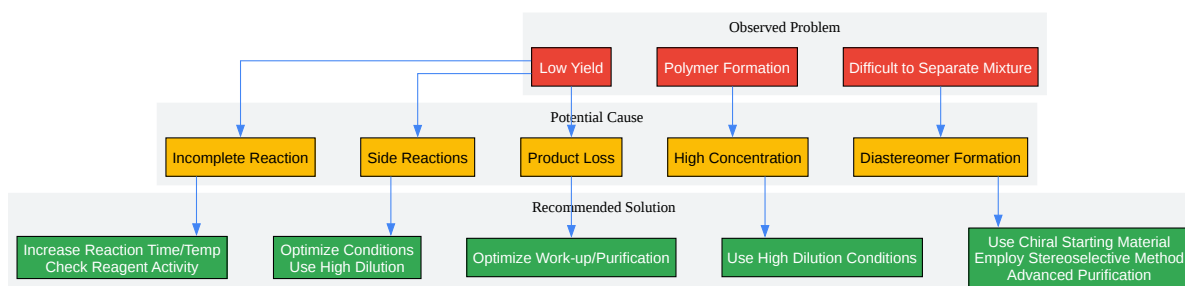 Observed Problem
Low Yield
Polymer Formation
Difficult to Separate Mixture
Potential Cause
Incomplete Reaction
Side Reactions
Product Loss
High Concentration
Diastereomer Formation
Recommended Solution
Increase Reaction Time/Temp
Check Reagent Activity
Optimize Conditions
Use High Dilution
Optimize Work-up/Purification
Use High Dilution Conditions
Use Chiral Starting Material
Employ Stereoselective Method
Advanced Purification